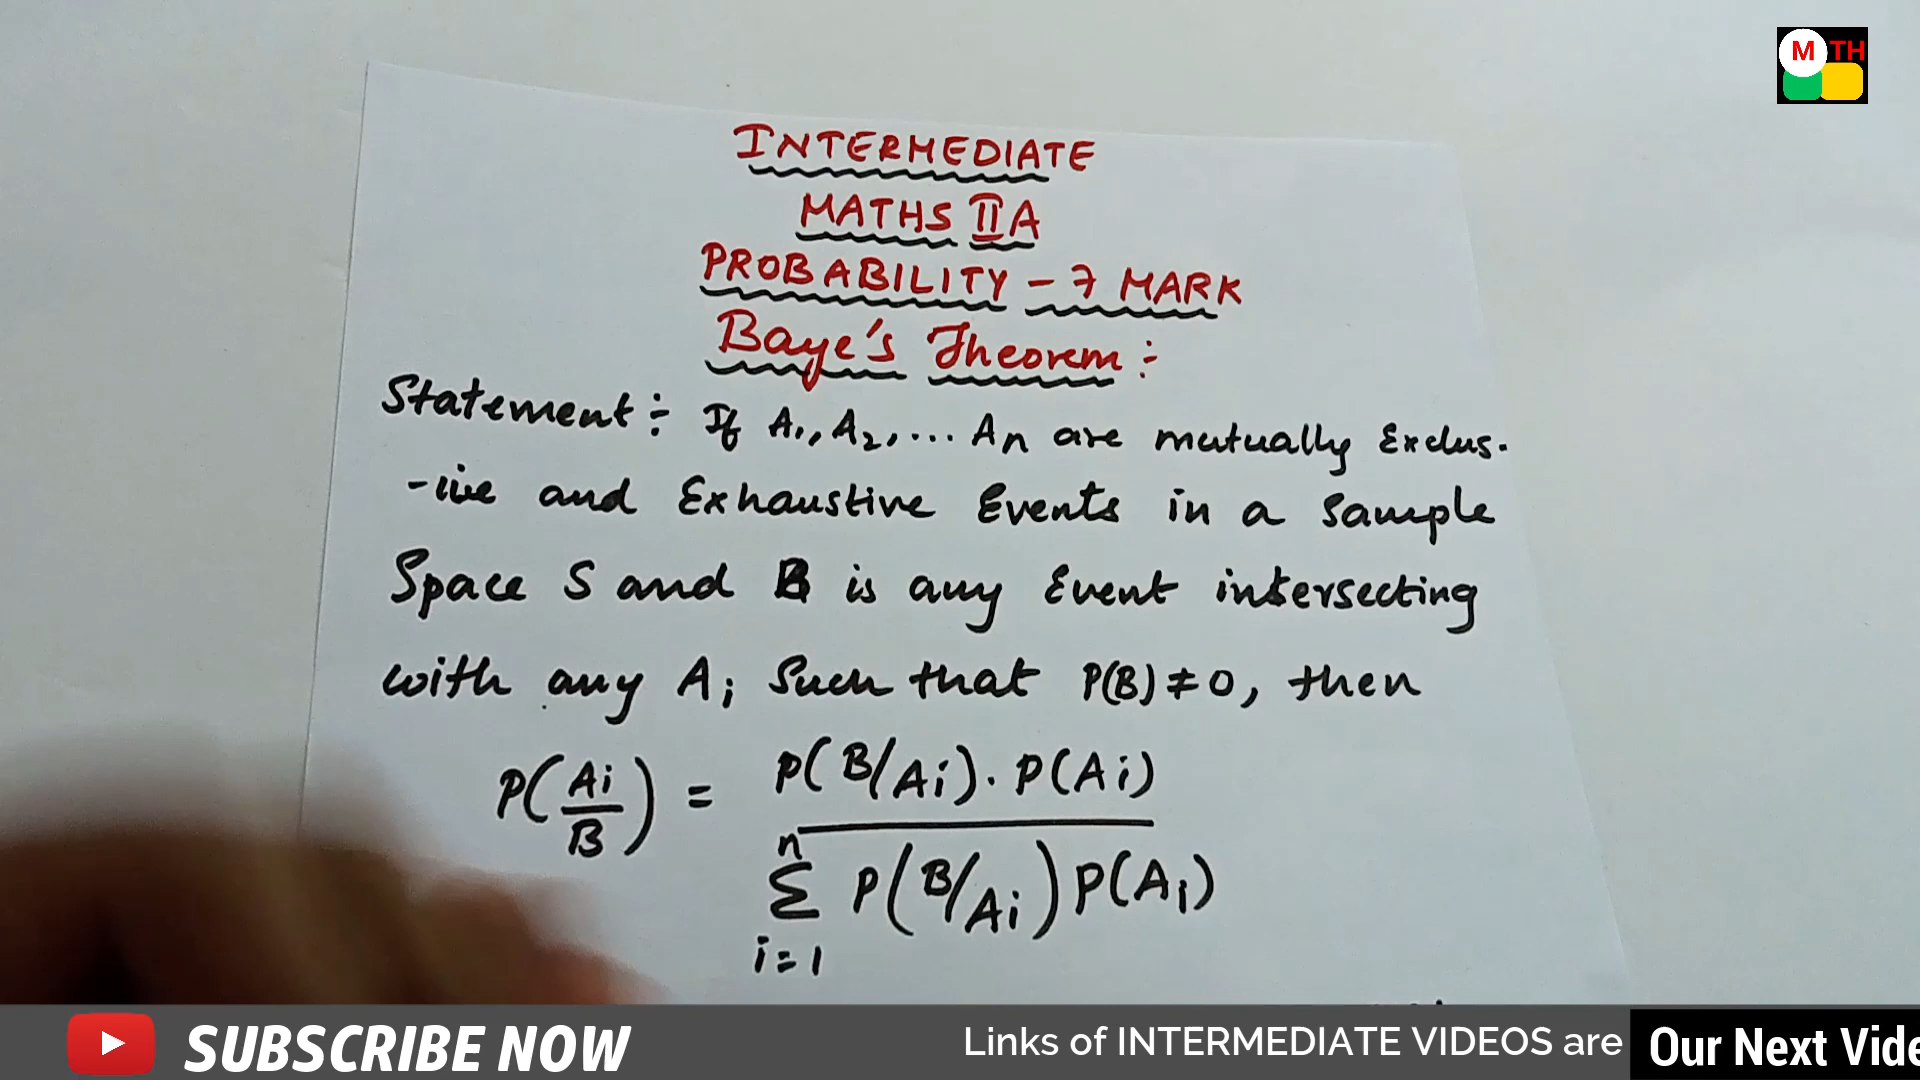 M TH
INTERMEDIATE
MATHS IIA
PROBABILITY - 7 MARK
Baye's Theorem :-
Statement :- If A1, A2, ... An are mutually Exclus.
-ive and Exhaustive Events in a Sample
Space S and B is any Event intersecting
with any Ai Such that P(B) ≠ 0, then
P(Ai/B) = P(B/Ai) . P(Ai)
n
Σ P(B/Ai) P(Ai)
i=1
SUBSCRIBE NOW
Links of INTERMEDIATE VIDEOS are
Our Next Vide